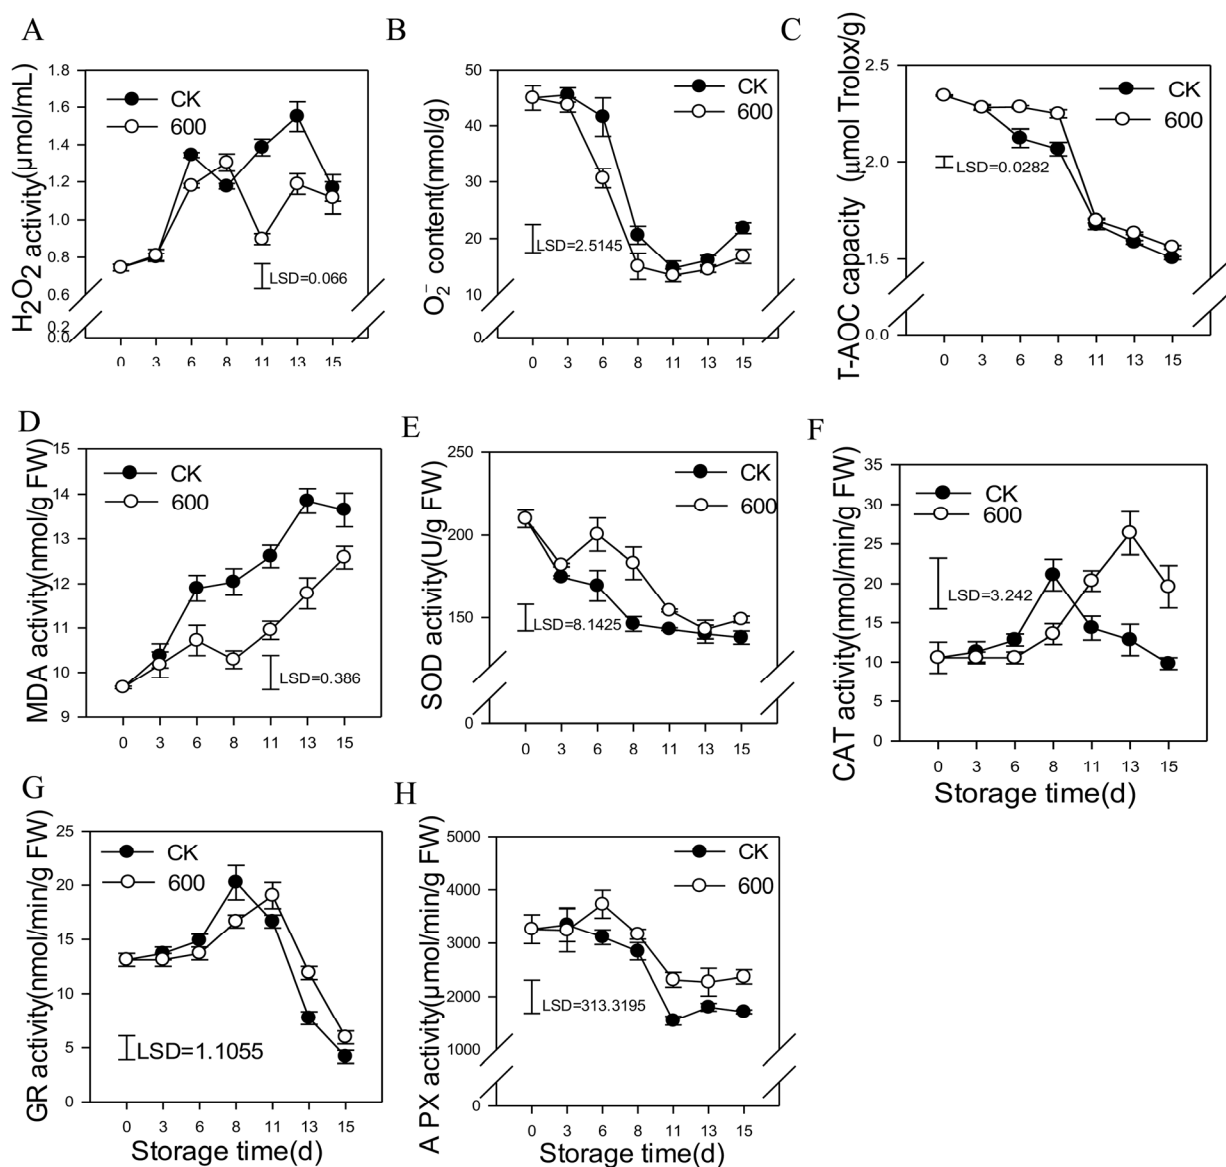 A
H2O2 activity(μmol/mL)
1.8
1.6
1.4
1.2
1.0
0.8
0.6
0.2
0.0
CK
600
LSD=0.066
0 3 6 8 11 13 15
B
O2- content(nmol/g)
50
40
30
20
10
0
CK
600
LSD=2.5145
0 3 6 8 11 13 15
C
T-AOC capacity (μmol Trolox/g)
2.5
2.0
1.5
0.0
CK
600
LSD=0.0282
0 3 6 8 11 13 15
D
MDA activity(nmol/g FW)
15
14
13
12
11
10
9
CK
600
LSD=0.386
0 3 6 8 11 13 15
E
SOD activity(U/g FW)
250
200
150
0
CK
600
LSD=8.1425
0 3 6 8 11 13 15
F
CAT activity(nmol/min/g FW)
35
30
25
20
15
10
5
0
CK
600
LSD=3.242
0 3 6 8 11 13 15
Storage time(d)
G
GR activity(nmol/min/g FW)
25
20
15
10
5
0
CK
600
LSD=1.1055
0 3 6 8 11 13 15
Storage time(d)
H
APX activity(μmol/min/g FW)
5000
4000
3000
2000
1000
0
CK
600
LSD=313.3195
0 3 6 8 11 13 15
Storage time(d)